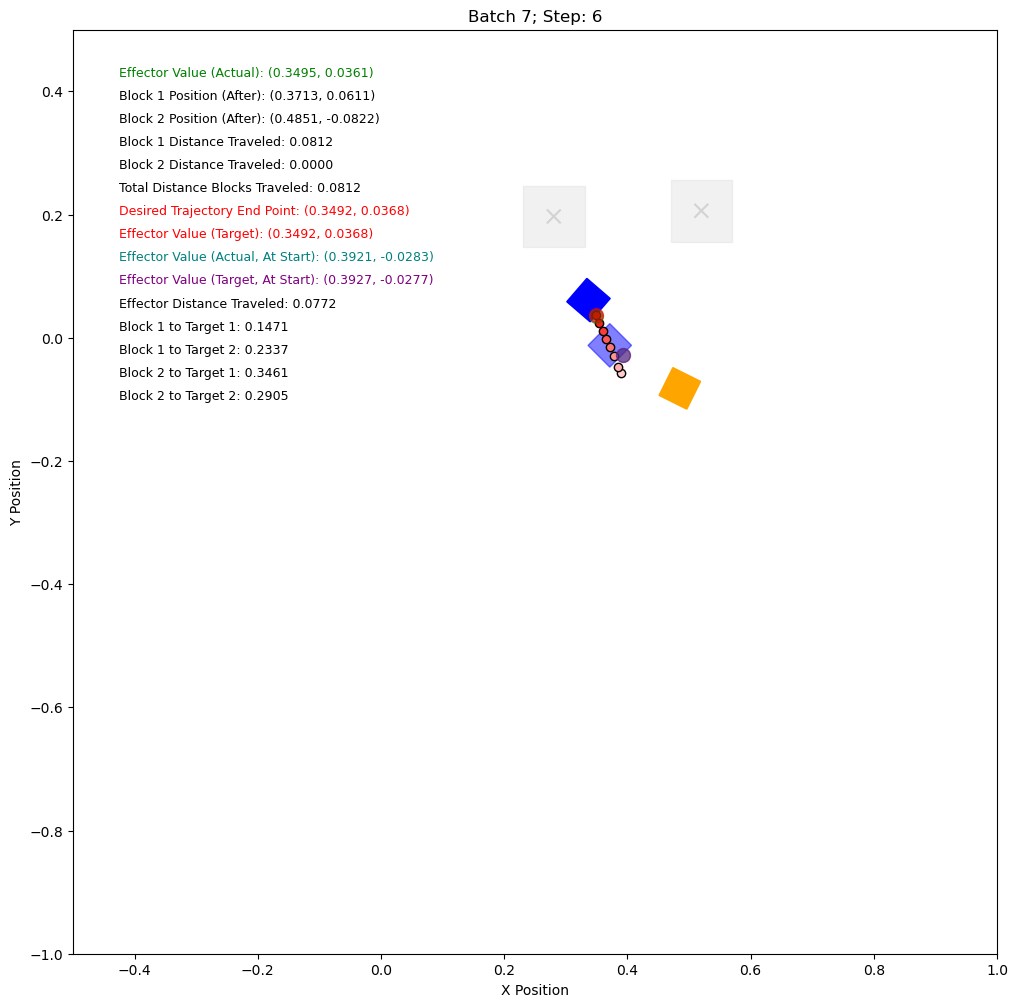 Batch 7; Step: 6
Effector Value (Actual): (0.3495, 0.0361)
Block 1 Position (After): (0.3713, 0.0611)
Block 2 Position (After): (0.4851, -0.0822)
Block 1 Distance Traveled: 0.0812
Block 2 Distance Traveled: 0.0000
Total Distance Blocks Traveled: 0.0812
Desired Trajectory End Point: (0.3492, 0.0368)
Effector Value (Target): (0.3492, 0.0368)
Effector Value (Actual, At Start): (0.3921, -0.0283)
Effector Value (Target, At Start): (0.3927, -0.0277)
Effector Distance Traveled: 0.0772
Block 1 to Target 1: 0.1471
Block 1 to Target 2: 0.2337
Block 2 to Target 1: 0.3461
Block 2 to Target 2: 0.2905
Y Position
0.4
0.2
0.0
−0.2
−0.4
−0.6
−0.8
−1.0
−0.4
−0.2
0.0
0.2
0.4
0.6
0.8
1.0
X Position